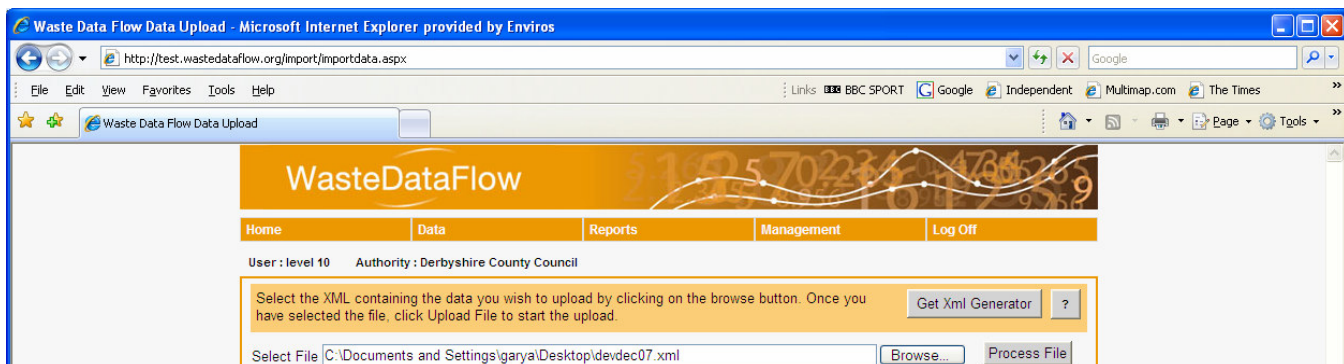 Waste Data Flow Data Upload - Microsoft Internet Explorer provided by Enviros
http://test.wastedataflow.org/import/importdata.aspx Google
File Edit View Favorites Tools Help Links BBC BBC SPORT G Google Independent Multimap.com The Times »
Waste Data Flow Data Upload Page Tools »
WasteDataFlow
Home Data Reports Management Log Off
User : level 10 Authority : Derbyshire County Council
Select the XML containing the data you wish to upload by clicking on the browse button. Once you Get Xml Generator ?
have selected the file, click Upload File to start the upload.
Select File C:\Documents and Settings\garya\Desktop\devdec07.xml Browse... Process File